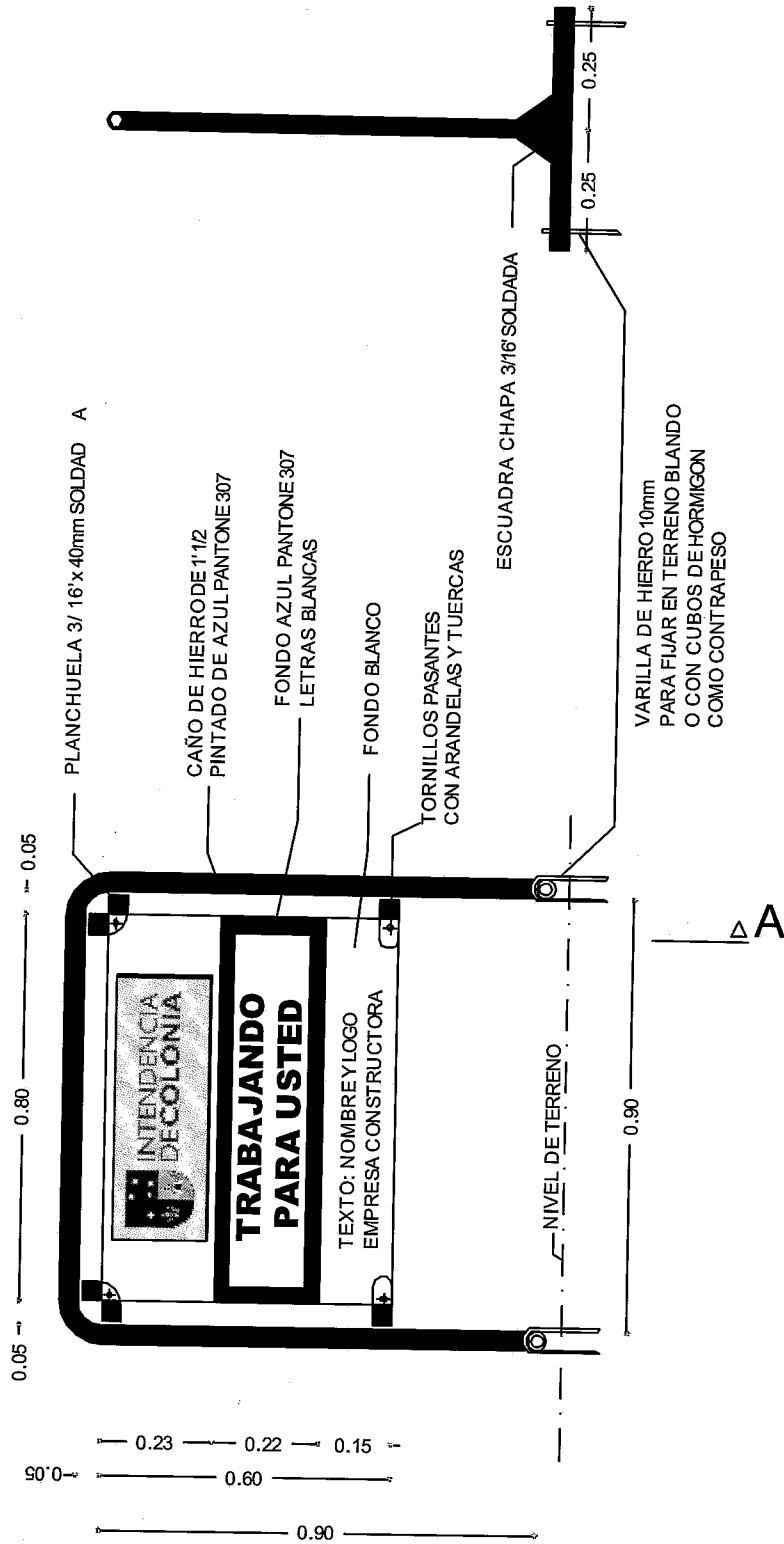 0.05
0.80
0.05
PLANCHUELA 3/ 16'x 40mm SOLDAD A
CAÑO DE HIERRO DE 1'1/2
PINTADO DE AZUL PANTONE 307
FONDO AZUL PANTONE 307
LETRAS BLANCAS
FONDO BLANCO
TORNILLOS PASANTES
CON ARANDELAS Y TUERCAS
ESCUADRA CHAPA 3/16' SOLDADA
VARILLA DE HIERRO 10mm
PARA FIJAR EN TERRENO BLANDO
O CON CUBOS DE HORMIGON
COMO CONTRAPESO
INTENDENCIA
DECOLONIA
TRABAJANDO
PARA USTED
TEXTO: NOMBRE Y LOGO
EMPRESA CONSTRUCTORA
NIVEL DE TERRENO
0.90
A
0.05
0.23
0.22
0.15
0.60
0.90
0.25
0.25